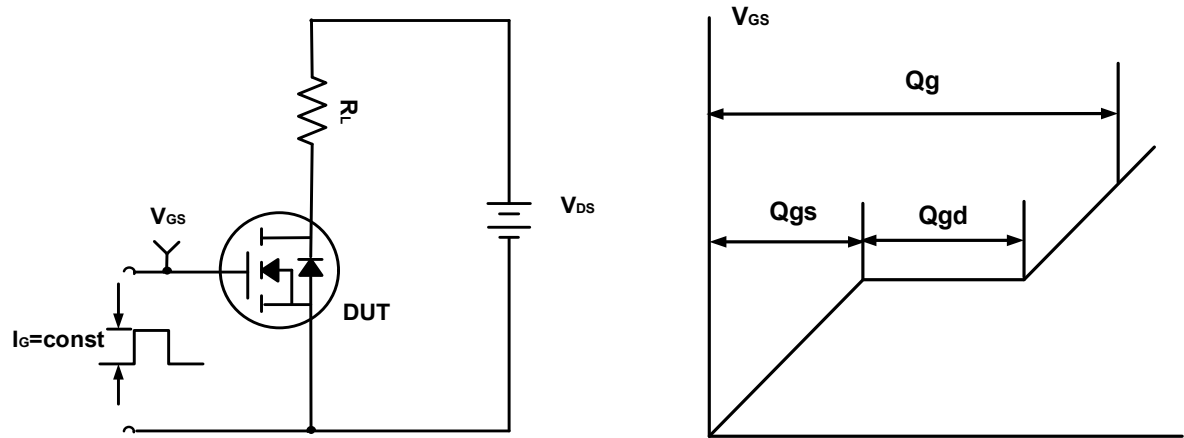 RL
VGS
VDS
DUT
IG=const
VGS
Qg
Qgs
Qgd